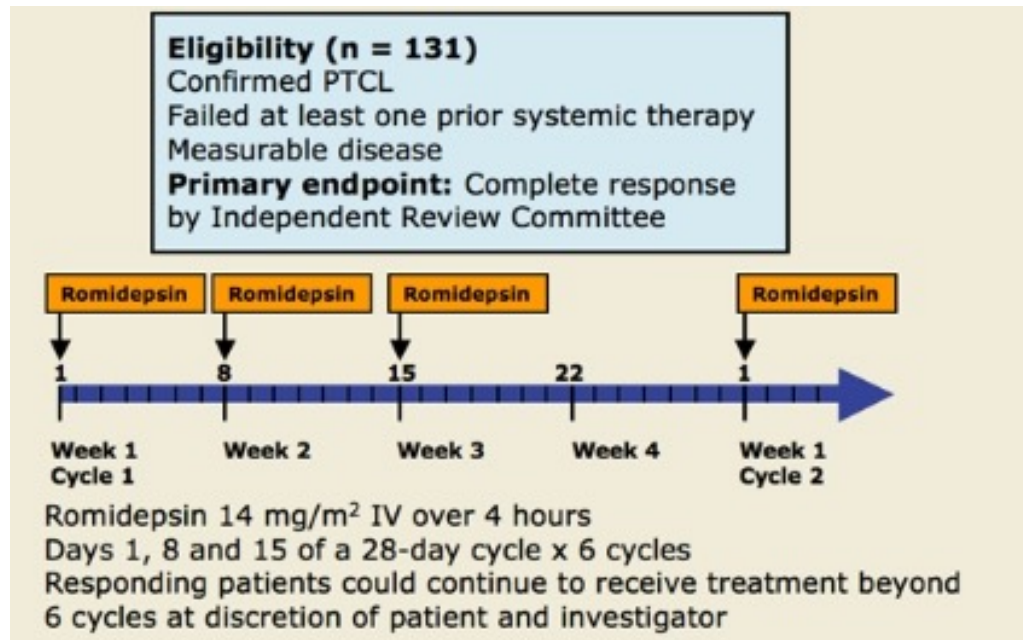 Eligibility (n = 131)
Confirmed PTCL
Failed at least one prior systemic therapy
Measurable disease
Primary endpoint: Complete response
by Independent Review Committee
Romidepsin Romidepsin Romidepsin Romidepsin
1 8 15 22 1
Week 1 Week 2 Week 3 Week 4 Week 1
Cycle 1 Cycle 2
Romidepsin 14 mg/m² IV over 4 hours
Days 1, 8 and 15 of a 28-day cycle x 6 cycles
Responding patients could continue to receive treatment beyond
6 cycles at discretion of patient and investigator